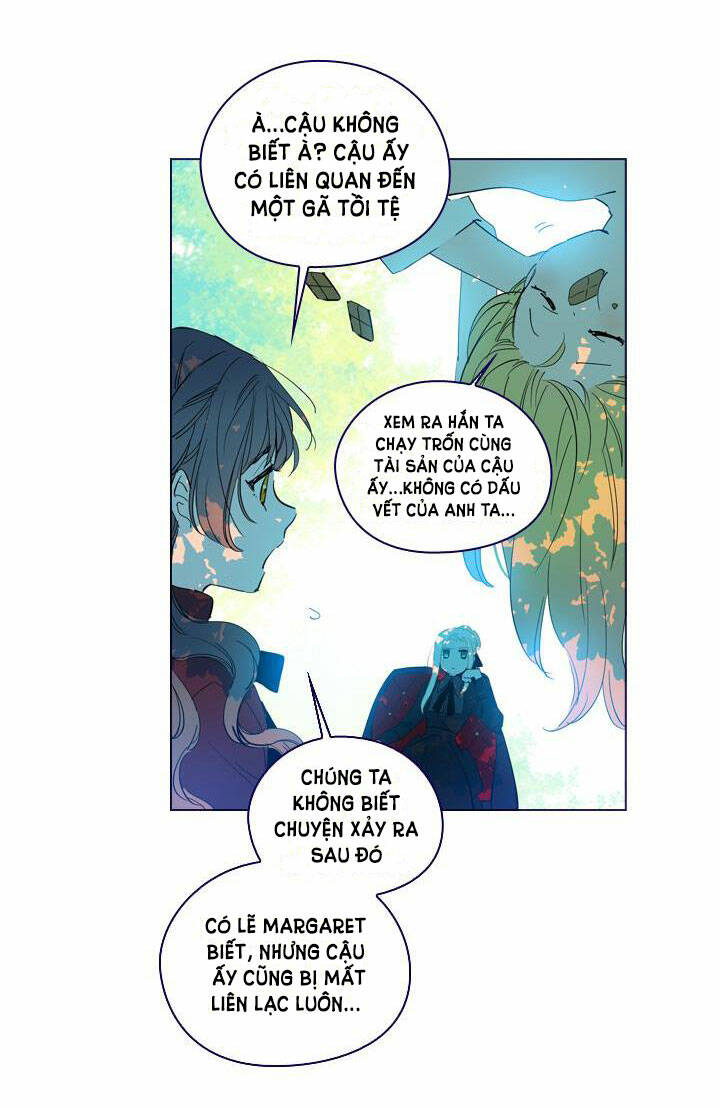 À...CẬU KHÔNG
BIẾT À? CẬU ẤY
CÓ LIÊN QUAN ĐẾN
MỘT GÃ TỒI TỆ
XEM RA HẮN TA
CHẠY TRỐN CÙNG
TÀI SẢN CỦA CẬU
ẤY...KHÔNG CÓ DẤU
VẾT CỦA ANH TA...
CHÚNG TA
KHÔNG BIẾT
CHUYỆN XẢY RA
SAU ĐÓ
CÓ LẼ MARGARET
BIẾT, NHƯNG CẬU
ẤY CŨNG BỊ MẤT
LIÊN LẠC LUÔN...